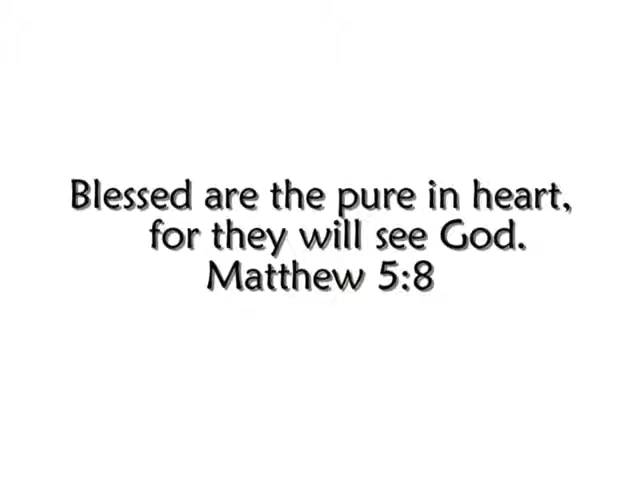 Blessed are the pure in heart,
for they will see God.
Matthew 5:8